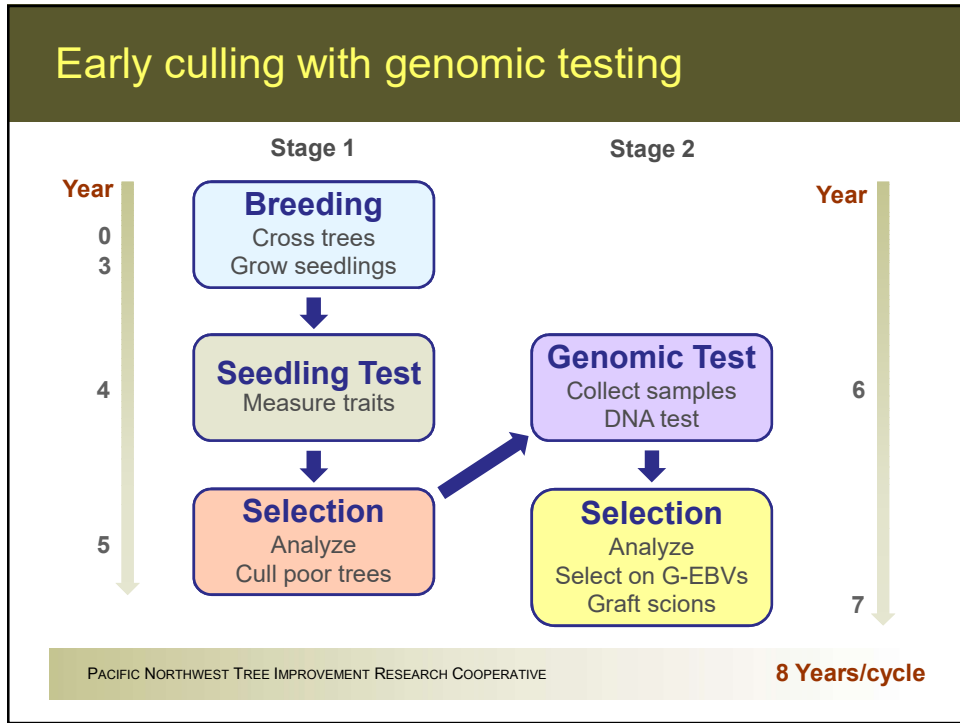 Early culling with genomic testing
Stage 1
Stage 2
Year
0
3
4
5
Breeding
Cross trees
Grow seedlings
Seedling Test
Measure traits
Selection
Analyze
Cull poor trees
Genomic Test
Collect samples
DNA test
Selection
Analyze
Select on G-EBVs
Graft scions
Year
6
7
PACIFIC NORTHWEST TREE IMPROVEMENT RESEARCH COOPERATIVE
8 Years/cycle